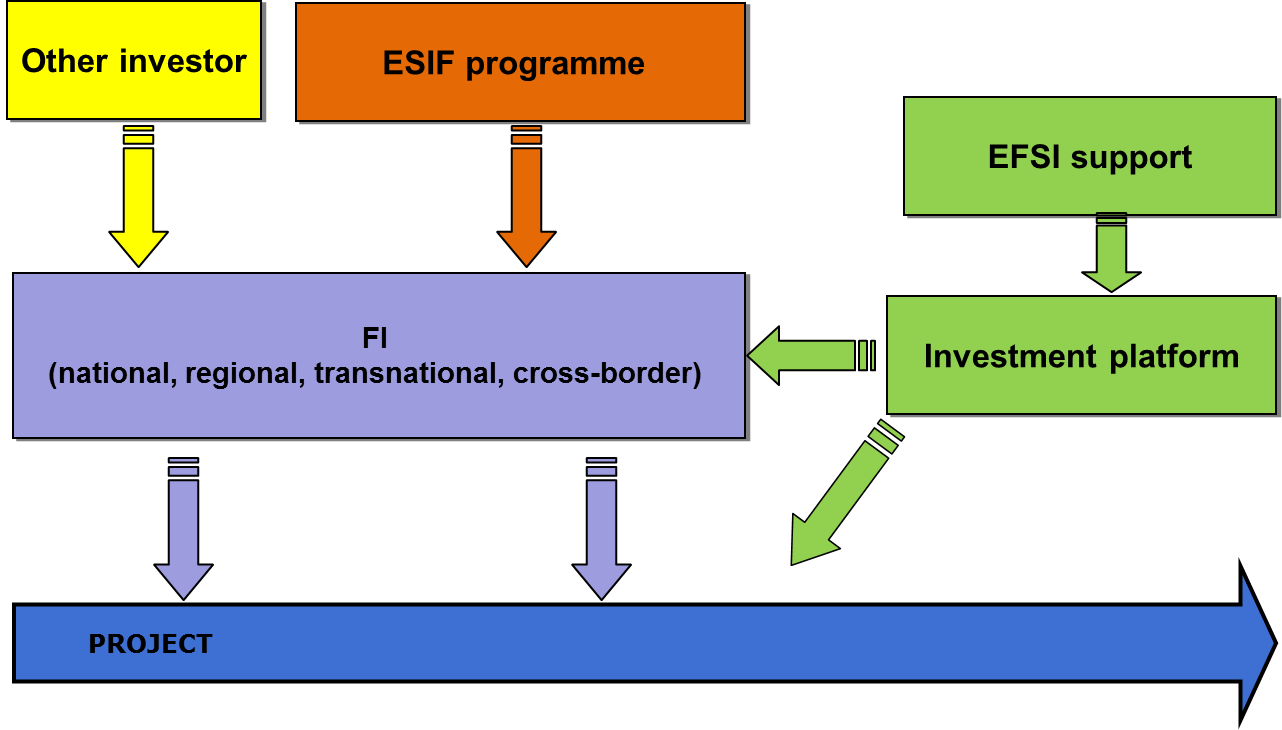 Other investor
ESIF programme
EFSI support
FI
(national, regional, transnational, cross-border)
Investment platform
PROJECT